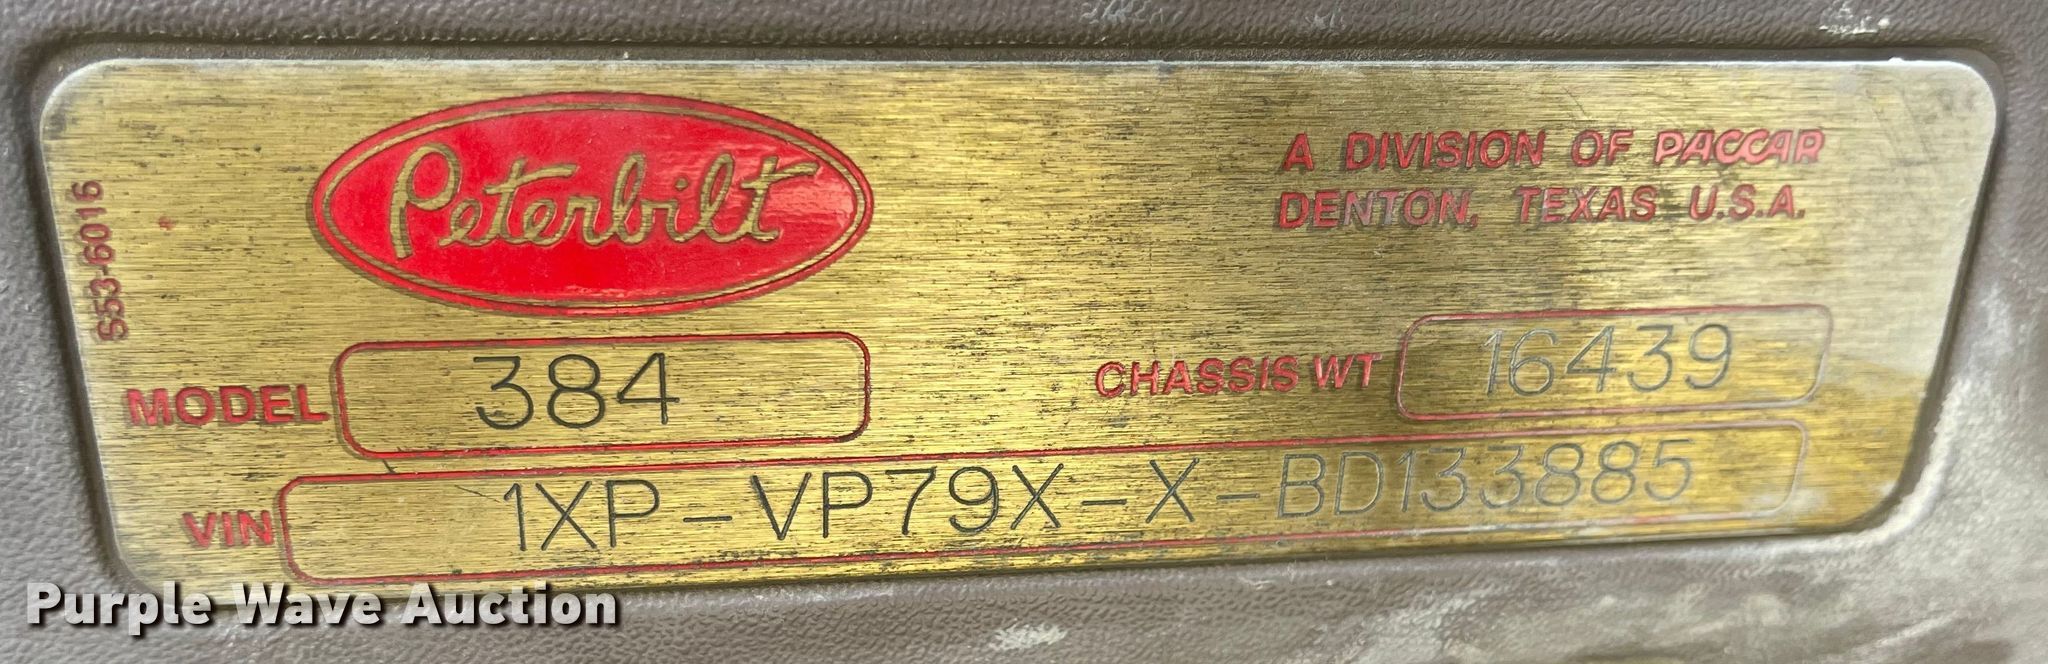 Peterbilt
A DIVISION OF PACCAR
DENTON, TEXAS U.S.A.
S53-6016
MODEL 384
CHASSIS WT 16439
VIN 1XP-VP79X-X-BD133885
Purple Wave Auction